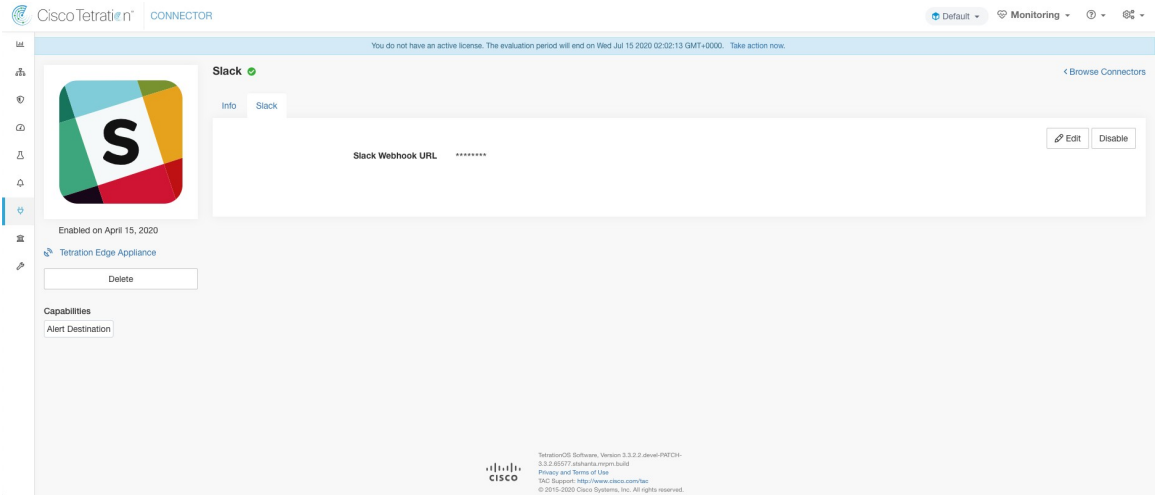 Cisco Tetration™ CONNECTOR
Default
Monitoring
You do not have an active license. The evaluation period will end on Wed Jul 15 2020 02:02:13 GMT+0000. Take action now.
S
Slack
Browse Connectors
Info Slack
Edit Disable
Slack Webhook URL ********
Enabled on April 15, 2020
Tetration Edge Appliance
Delete
Capabilities
Alert Destination
CISCO
TetrationOS Software, Version 3.3.2.2.devel-PATCH-
3.3.2.65577.stshanta.mrpm.build
Privacy and Terms of Use
TAC Support: http://www.cisco.com/tac
© 2015-2020 Cisco Systems, Inc. All rights reserved.